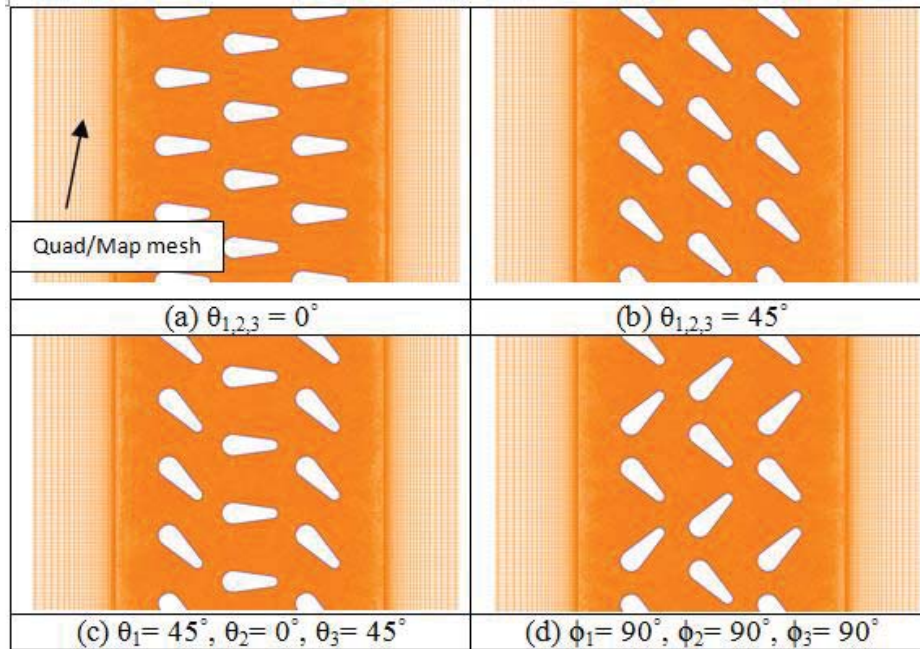 Quad/Map mesh
(a) θ1,2,3 = 0°
(b) θ1,2,3 = 45°
(c) θ1= 45°, θ2= 0°, θ3= 45°
(d) ϕ1= 90°, ϕ2= 90°, ϕ3= 90°